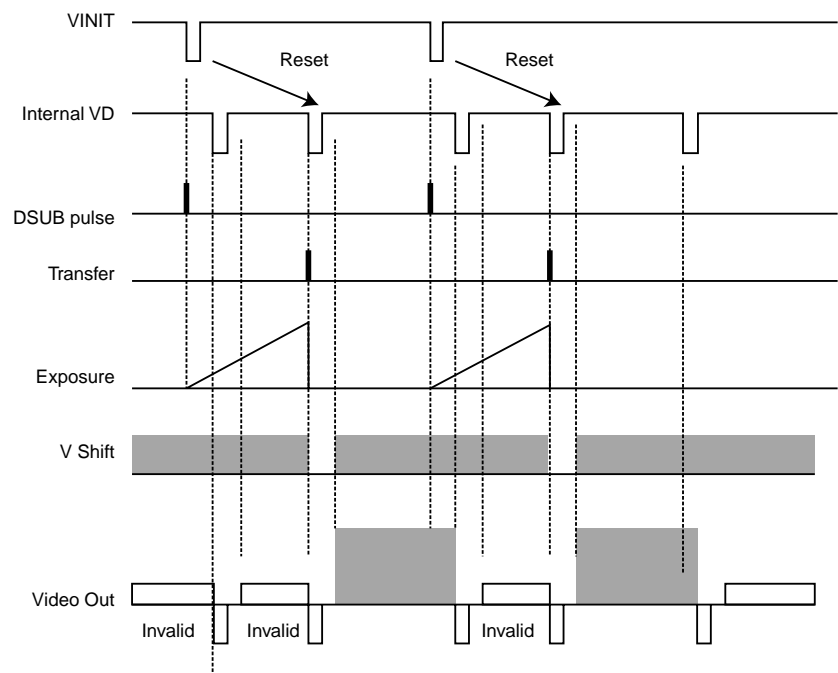 VINIT
Reset
Reset
Internal VD
DSUB pulse
Transfer
Exposure
V Shift
Video Out
Invalid
Invalid
Invalid